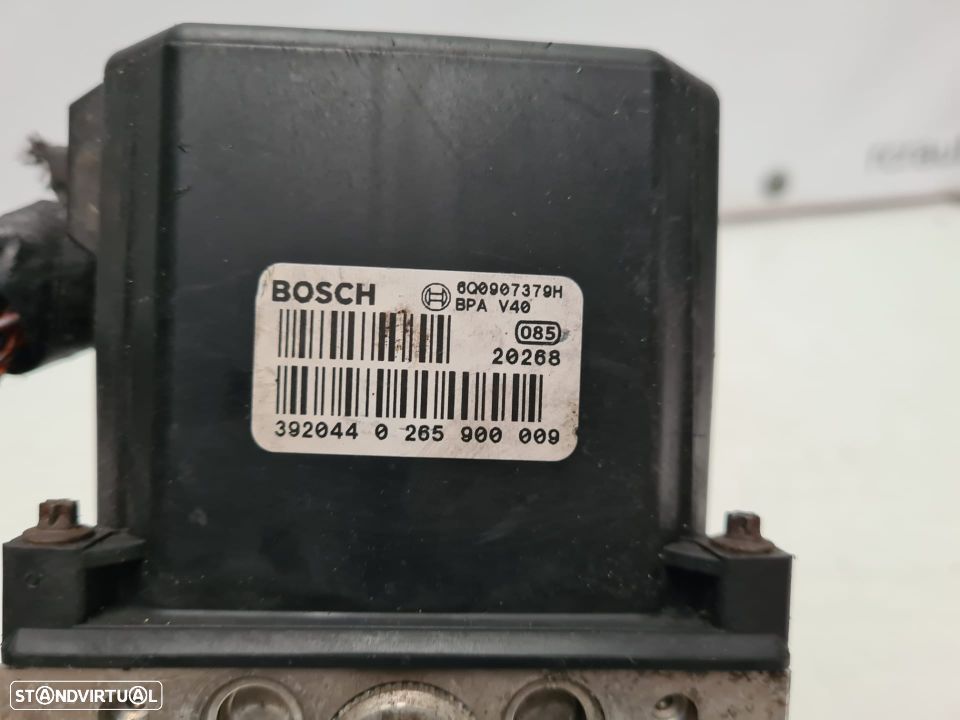 BOSCH
6Q0907379H
BPA V40
085
20268
392044 0 265 900 009
STANDVIRTUAL